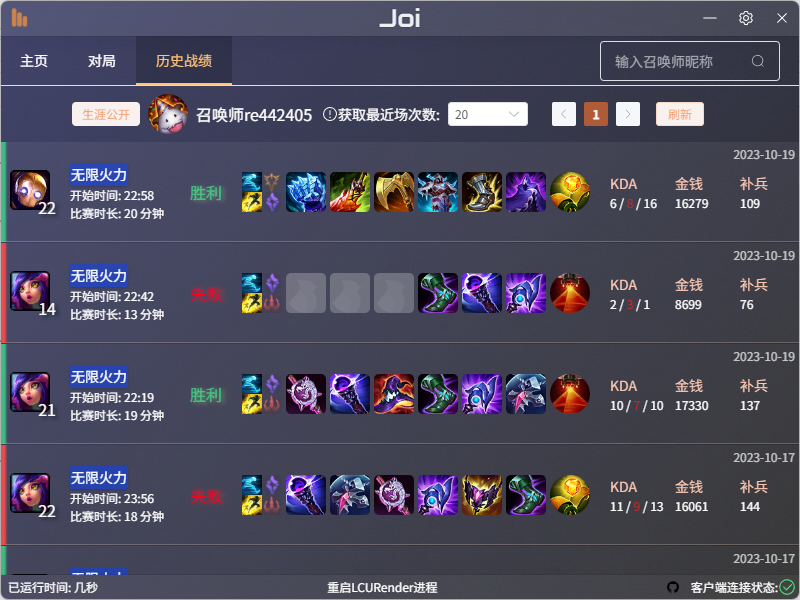 Joi
主页 对局 历史战绩 输入召唤师昵称
生涯公开 召唤师re442405 获取最近场次数: 20 1 刷新
2023-10-19
22 无限火力 开始时间: 22:58 比赛时长: 20 分钟 胜利 KDA 6 / 8 / 16 金钱 16279 补兵 109
2023-10-19
14 无限火力 开始时间: 22:42 比赛时长: 13 分钟 失败 KDA 2 / 3 / 1 金钱 8699 补兵 76
2023-10-19
21 无限火力 开始时间: 22:19 比赛时长: 19 分钟 胜利 KDA 10 / 7 / 10 金钱 17330 补兵 137
2023-10-17
22 无限火力 开始时间: 23:56 比赛时长: 18 分钟 失败 KDA 11 / 9 / 13 金钱 16061 补兵 144
2023-10-17
已运行时间: 几秒 重启LCURender进程 客户端连接状态: